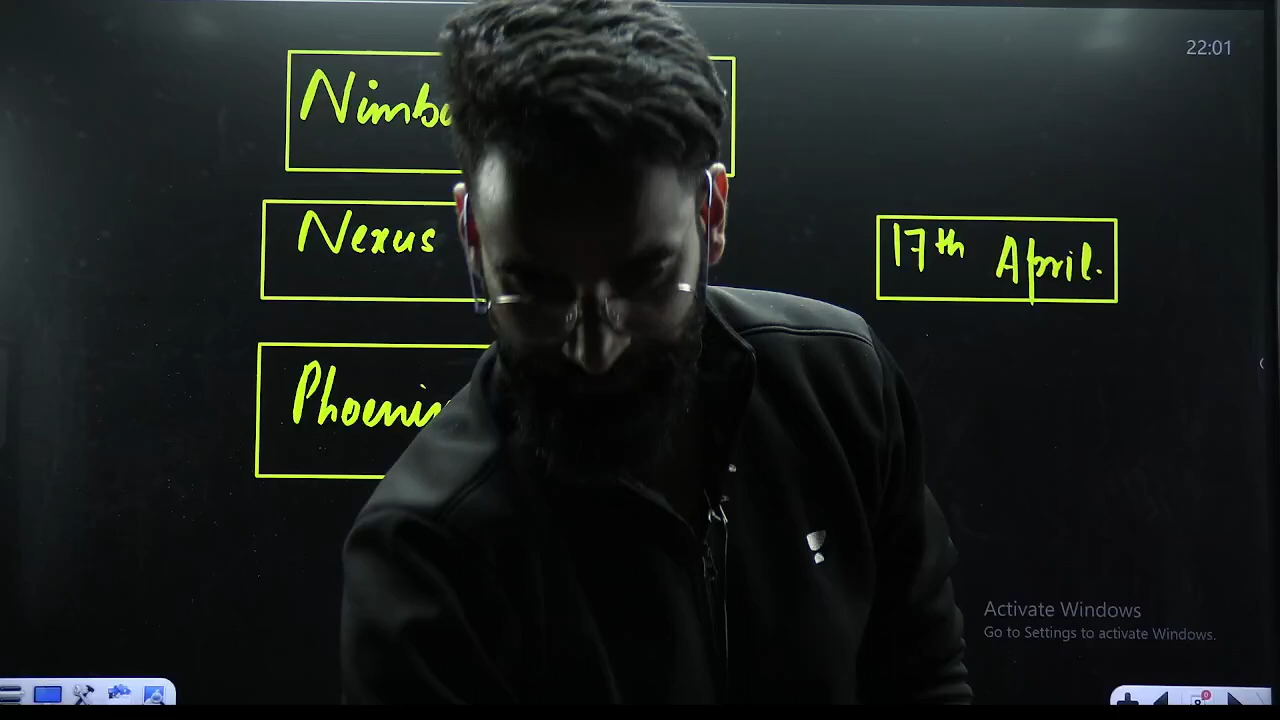 22:01
Nexus
17th April.
Activate Windows
Go to Settings to activate Windows.